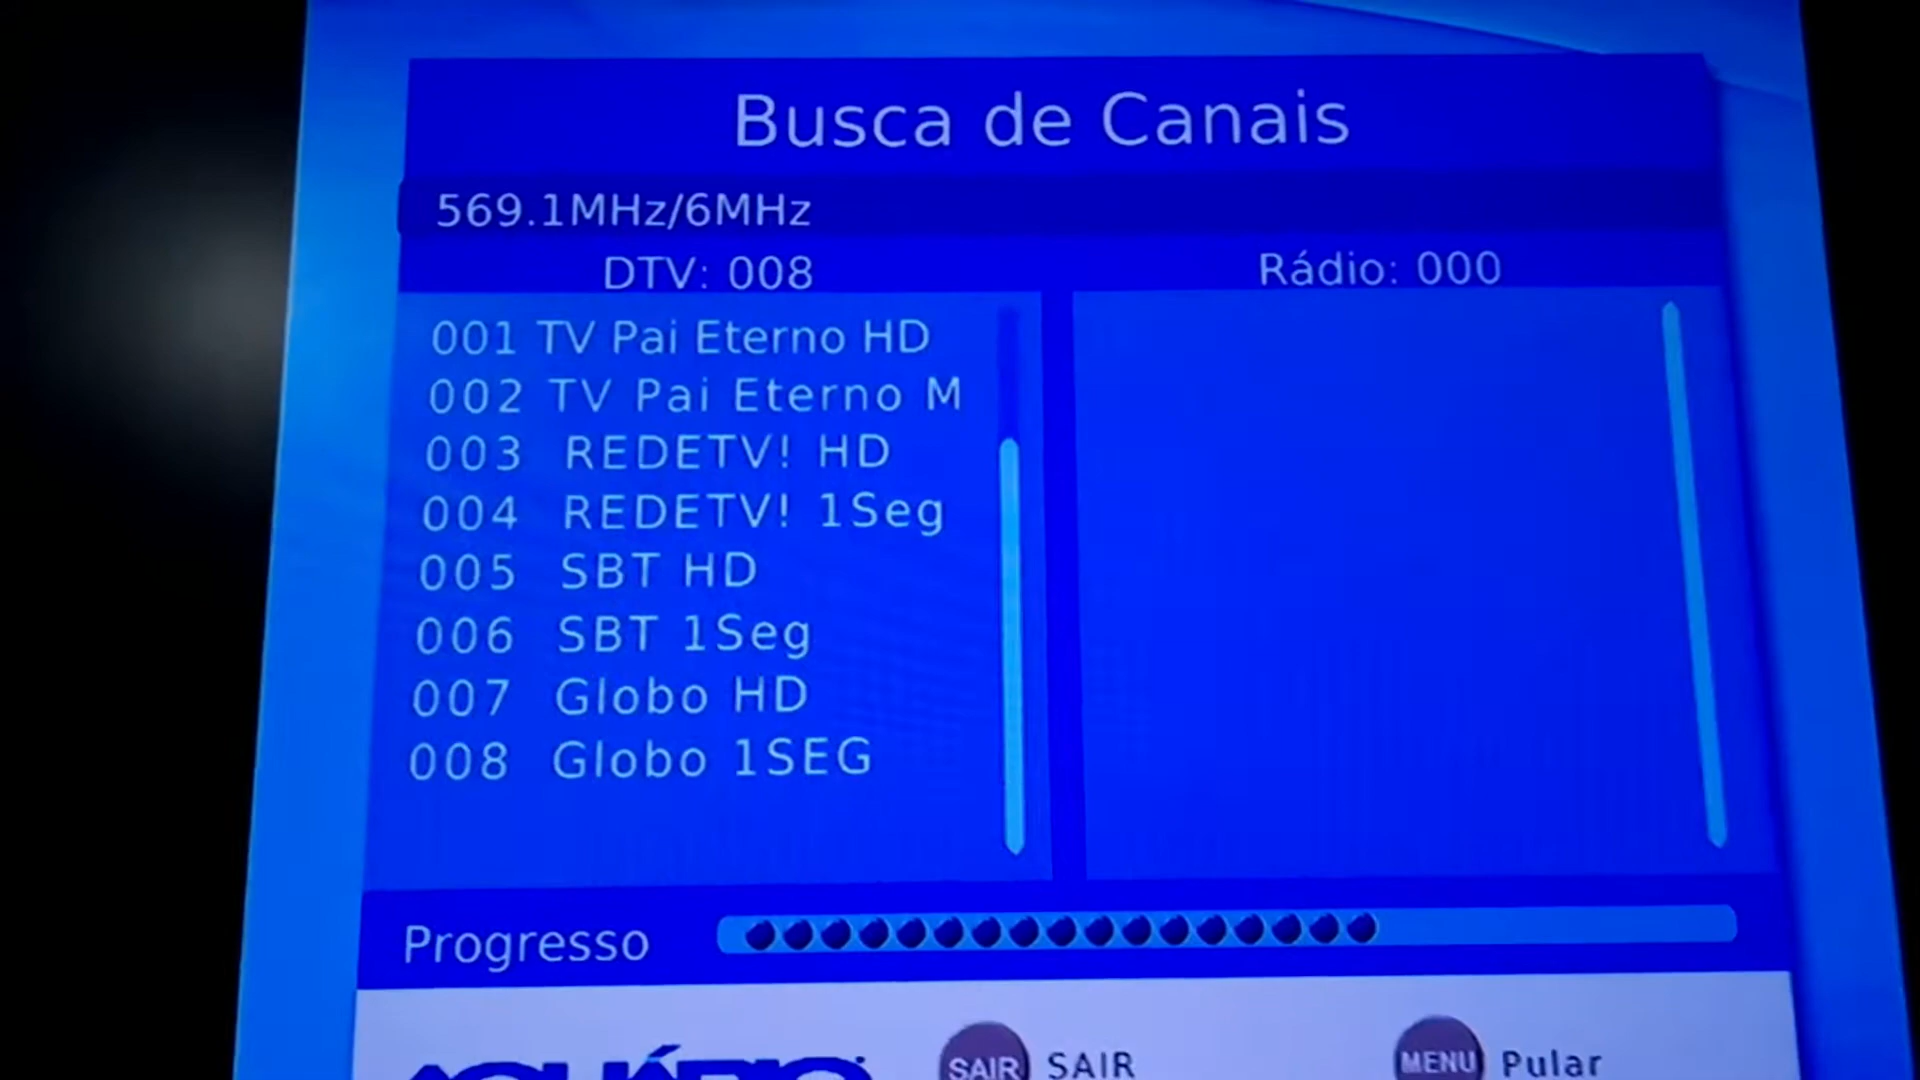 Busca de Canais
569.1MHz/6MHz
DTV: 008
Rádio: 000
001 TV Pai Eterno HD
002 TV Pai Eterno M
003 REDETV! HD
004 REDETV! 1Seg
005 SBT HD
006 SBT 1Seg
007 Globo HD
008 Globo 1SEG
Progresso
AQUÁRIO
SAIR SAIR
MENU Pular